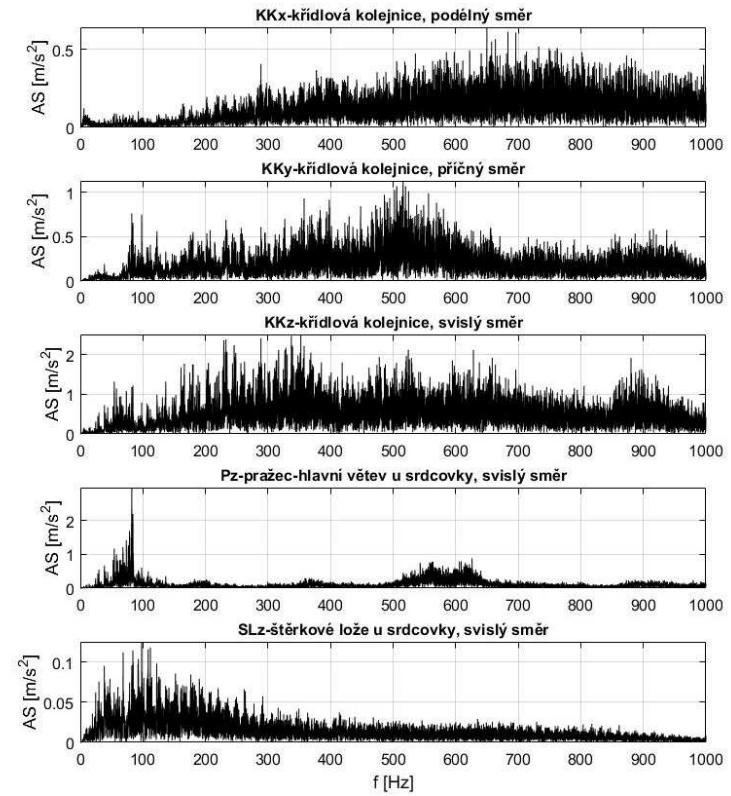 KKx-křídlová kolejnice, podélný směr
AS [m/s²]
0.5
0
0 100 200 300 400 500 600 700 800 900 1000
KKy-křídlová kolejnice, příčný směr
AS [m/s²]
1
0.5
0
0 100 200 300 400 500 600 700 800 900 1000
KKz-křídlová kolejnice, svislý směr
AS [m/s²]
2
1
0
0 100 200 300 400 500 600 700 800 900 1000
Pz-pražec-hlavní větev u srdcovky, svislý směr
AS [m/s²]
2
1
0
0 100 200 300 400 500 600 700 800 900 1000
SLz-štěrkové lože u srdcovky, svislý směr
AS [m/s²]
0.1
0.05
0
0 100 200 300 400 500 600 700 800 900 1000
f [Hz]